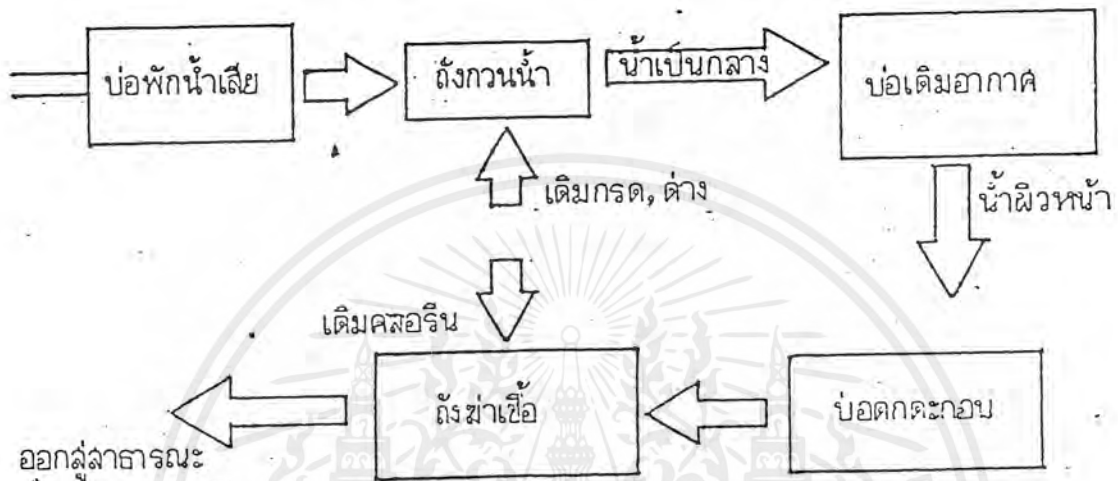 บ่อพักน้ำเสีย
ถังกวนน้ำ
น้ำเป็นกลาง
บ่อเติมอากาศ
เติมกรด, ด่าง
น้ำผิวหน้า
เติมคลอรีน
ถังฆ่าเชื้อ
บ่อตกตะกอน
ออกสู่สาธารณะ